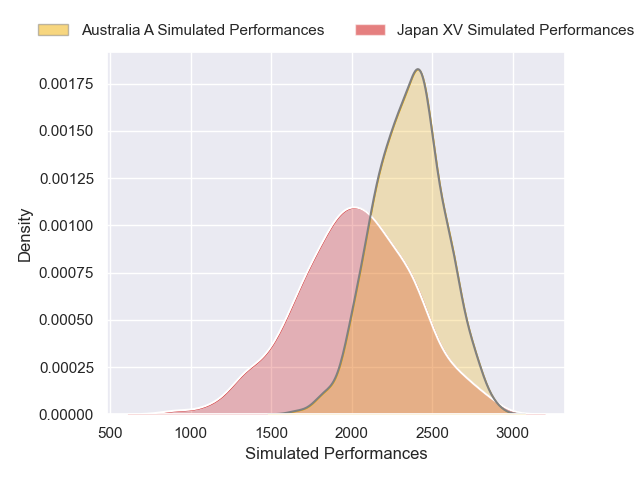 Australia A Simulated Performances
Japan XV Simulated Performances
0.00175
0.00150
0.00125
0.00100
0.00075
0.00050
0.00025
0.00000
Density
500 1000 1500 2000 2500 3000
Simulated Performances